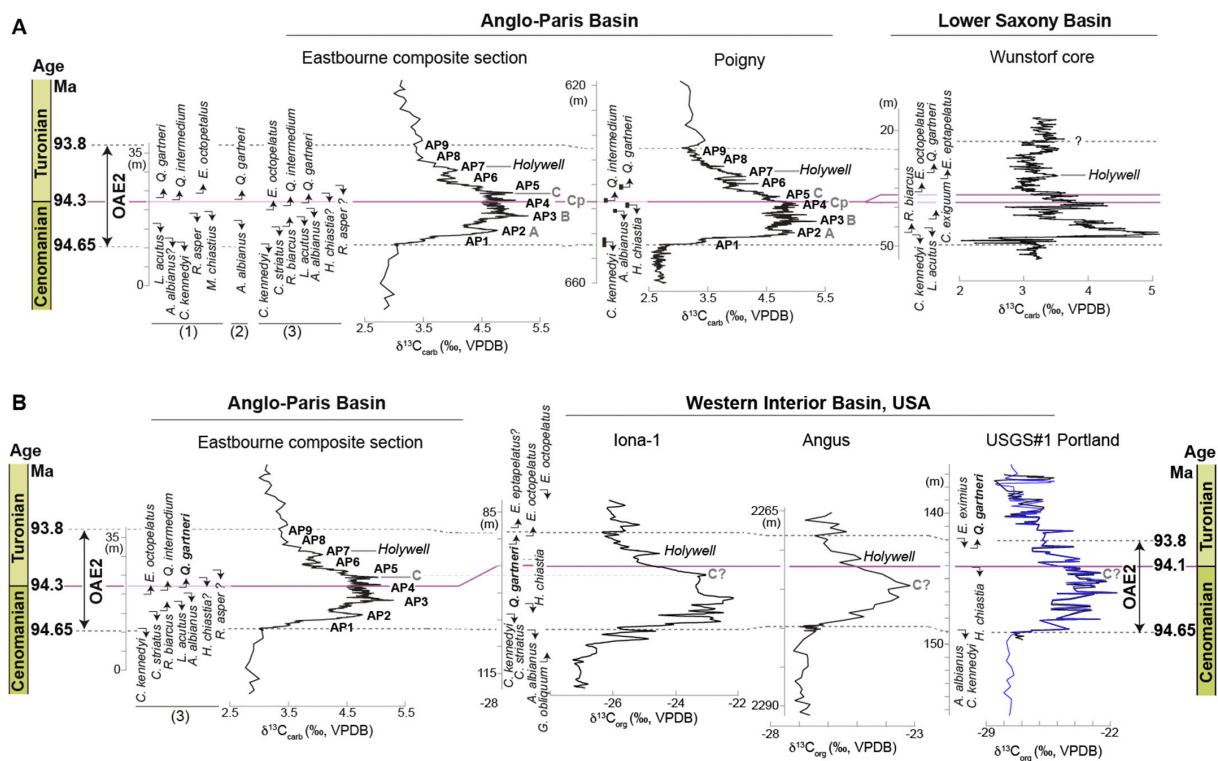 A
Anglo-Paris Basin
Lower Saxony Basin
Eastbourne composite section
Poigny
Wunstorf core
Age
Ma
Turonian
Cenomanian
93.8
94.3
94.65
OAE2
35
(m)
0
L. acutus
A. albianus?
C. kennedyi
Q. gartneri
Q. intermedium
R. asper
E. octopetalus
M. chiastius
(1)
A. albianus
Q. gartneri
(2)
C. kennedyi
E. octopelatus
C. striatus
R. biarcus
Q. intermedium
L. acutus
Q. gartneri
A. albianus
H. chiastia?
R. asper ?
(3)
AP9
AP8
AP7
Holywell
AP6
AP5
C
AP4
Cp
AP3
B
AP2
A
AP1
2.5
3.5
4.5
5.5
δ13Ccarb (‰, VPDB)
620
(m)
660
C. kennedyi
Q. intermedium
A. albianus
Q. gartneri
H. chiastia
AP9
AP8
AP7
Holywell
AP6
AP5
C
AP4
Cp
AP3
B
AP2
A
AP1
2.5
3.5
4.5
5.5
δ13Ccarb (‰, VPDB)
(m)
20
50
C. kennedyi
R. biarcus
L. acutus
E. octopelatus
Q. gartneri
C. exiguum
E. eptapelatus
?
Holywell
2
3
4
5
δ13Ccarb (‰, VPDB)
B
Anglo-Paris Basin
Western Interior Basin, USA
Eastbourne composite section
Iona-1
Angus
USGS#1 Portland
Age
Ma
Turonian
Cenomanian
93.8
94.3
94.65
OAE2
(m)
35
0
C. kennedyi
E. octopelatus
C. striatus
R. biarcus
Q. intermedium
L. acutus
Q. gartneri
A. albianus
H. chiastia?
R. asper ?
(3)
AP9
AP8
AP7
Holywell
AP6
AP5
C
AP4
AP3
AP2
AP1
2.5
3.5
4.5
5.5
δ13Ccarb (‰, VPDB)
85
(m)
115
C. kennedyi
C. striatus
Q. gartneri
E. eptapelatus?
A. albianus
E. octopelatus
H. chiastia
G. obliquum
E. octopelatus
Holywell
C?
-28
-26
-24
-22
δ13Corg (‰, VPDB)
2265
(m)
2290
Holywell
C?
-28
-23
δ13Corg (‰, VPDB)
(m)
140
150
A. albianus
E. eximius
C. kennedyi
Q. gartneri
H. chiastia
C?
-29
-22
δ13Corg (‰, VPDB)
OAE2
93.8
94.1
94.65
Age
Ma
Turonian
Cenomanian